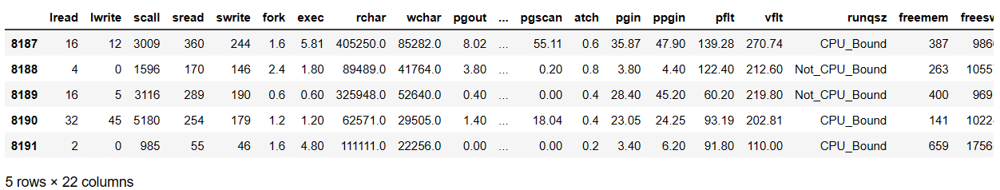 lread lwrite scall sread swrite fork exec rchar wchar pgout ... pgscan atch pgin ppgin pflt vflt runqsz freemem
8187 16 12 3009 360 244 1.6 5.81 405250.0 85282.0 8.02 ... 55.11 0.6 35.87 47.90 139.28 270.74 CPU_Bound 387
8188 4 0 1596 170 146 2.4 1.80 89489.0 41764.0 3.80 ... 0.20 0.8 3.80 4.40 122.40 212.60 Not_CPU_Bound 263
8189 16 5 3116 289 190 0.6 0.60 325948.0 52640.0 0.40 ... 0.00 0.4 28.40 45.20 60.20 219.80 Not_CPU_Bound 400
8190 32 45 5180 254 179 1.2 1.20 62571.0 29505.0 1.40 ... 18.04 0.4 23.05 24.25 93.19 202.81 CPU_Bound 141
8191 2 0 985 55 46 1.6 4.80 111111.0 22256.0 0.00 ... 0.00 0.2 3.40 6.20 91.80 110.00 CPU_Bound 659
5 rows × 22 columns